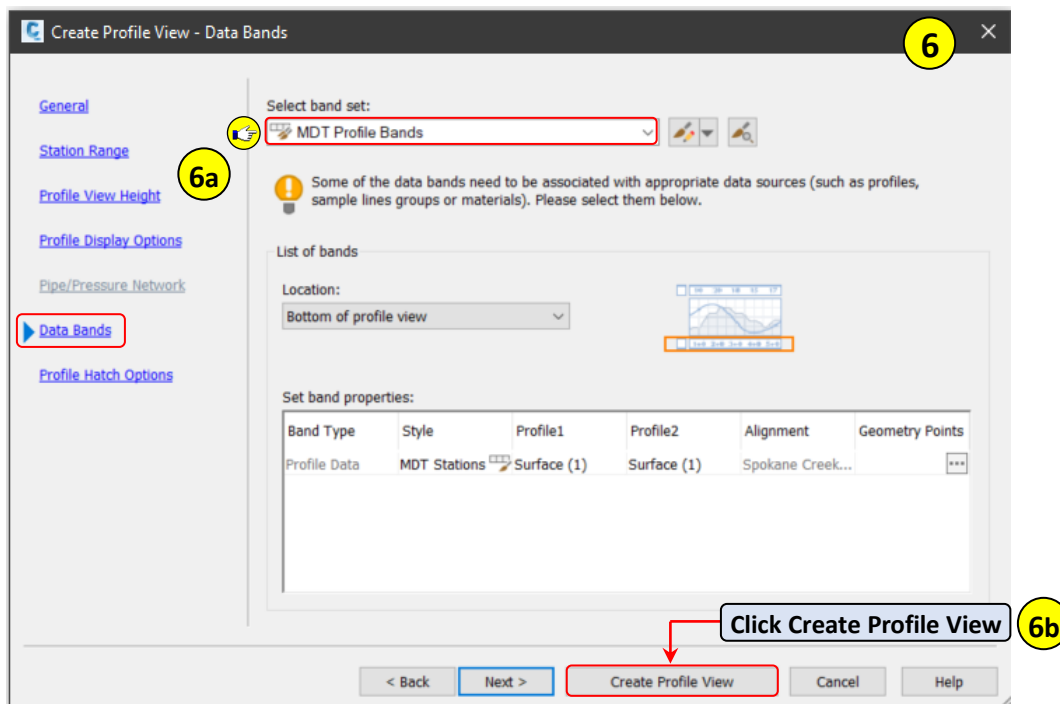 Create Profile View - Data Bands
6
General
Station Range
6a
Profile View Height
Profile Display Options
Pipe/Pressure Network
Data Bands
Profile Hatch Options
Select band set:
MDT Profile Bands
Some of the data bands need to be associated with appropriate data sources (such as profiles,
sample lines groups or materials). Please select them below.
List of bands
Location:
Bottom of profile view
Set band properties:
Band Type Style Profile1 Profile2 Alignment Geometry Points
Profile Data MDT Stations Surface (1) Surface (1) Spokane Creek... ...
Click Create Profile View 6b
< Back Next > Create Profile View Cancel Help